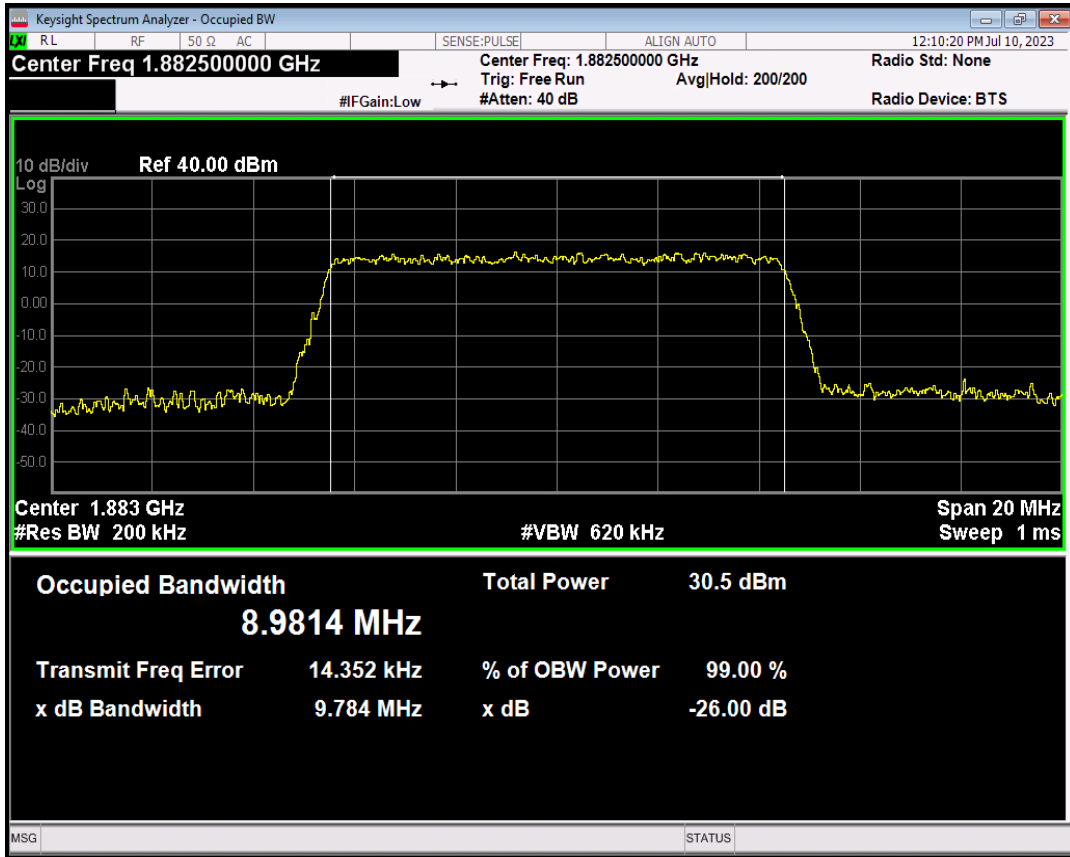 Keysight Spectrum Analyzer - Occupied BW
LXI RL RF 50 Ω AC SENSE:PULSE ALIGN AUTO 12:10:20 PM Jul 10, 2023
Center Freq 1.882500000 GHz Center Freq: 1.882500000 GHz Radio Std: None
Trig: Free Run Avg|Hold: 200/200
#IFGain:Low #Atten: 40 dB Radio Device: BTS
10 dB/div Ref 40.00 dBm
Log
30.0
20.0
10.0
0.00
-10.0
-20.0
-30.0
-40.0
-50.0
Center 1.883 GHz Span 20 MHz
#Res BW 200 kHz #VBW 620 kHz Sweep 1 ms
Occupied Bandwidth Total Power 30.5 dBm
8.9814 MHz
Transmit Freq Error 14.352 kHz % of OBW Power 99.00 %
x dB Bandwidth 9.784 MHz x dB -26.00 dB
MSG STATUS